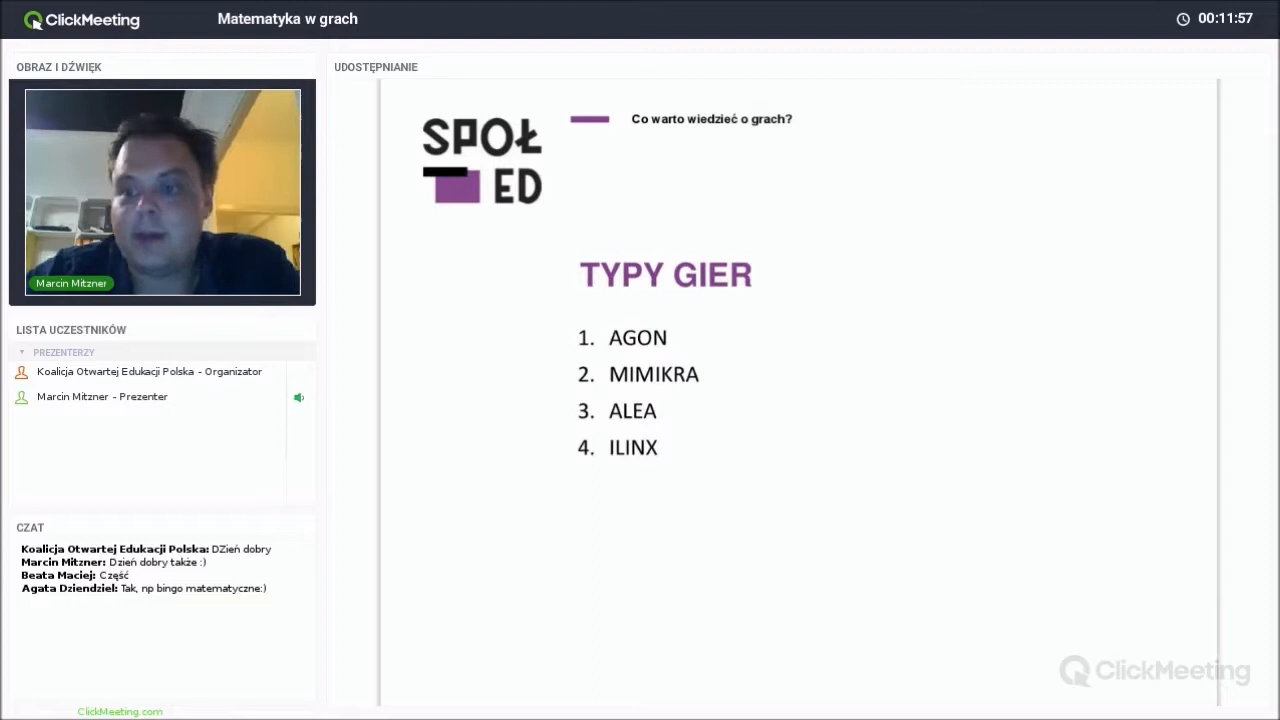 ClickMeeting
Matematyka w grach
00:11:57
OBRAZ I DŹWIĘK
Marcin Mitzner
LISTA UCZESTNIKÓW
PREZENTERZY
Koalicja Otwartej Edukacji Polska - Organizator
Marcin Mitzner - Prezenter
CZAT
Koalicja Otwartej Edukacji Polska: DZień dobry
Marcin Mitzner: Dzień dobry także :)
Beata Maciej: Część
Agata Dziendziel: Tak, np bingo matematyczne:)
ClickMeeting.com
UDOSTĘPNIANIE
SPOŁ
ED
Co warto wiedzieć o grach?
TYPY GIER
1. AGON
2. MIMIKRA
3. ALEA
4. ILINX
ClickMeeting